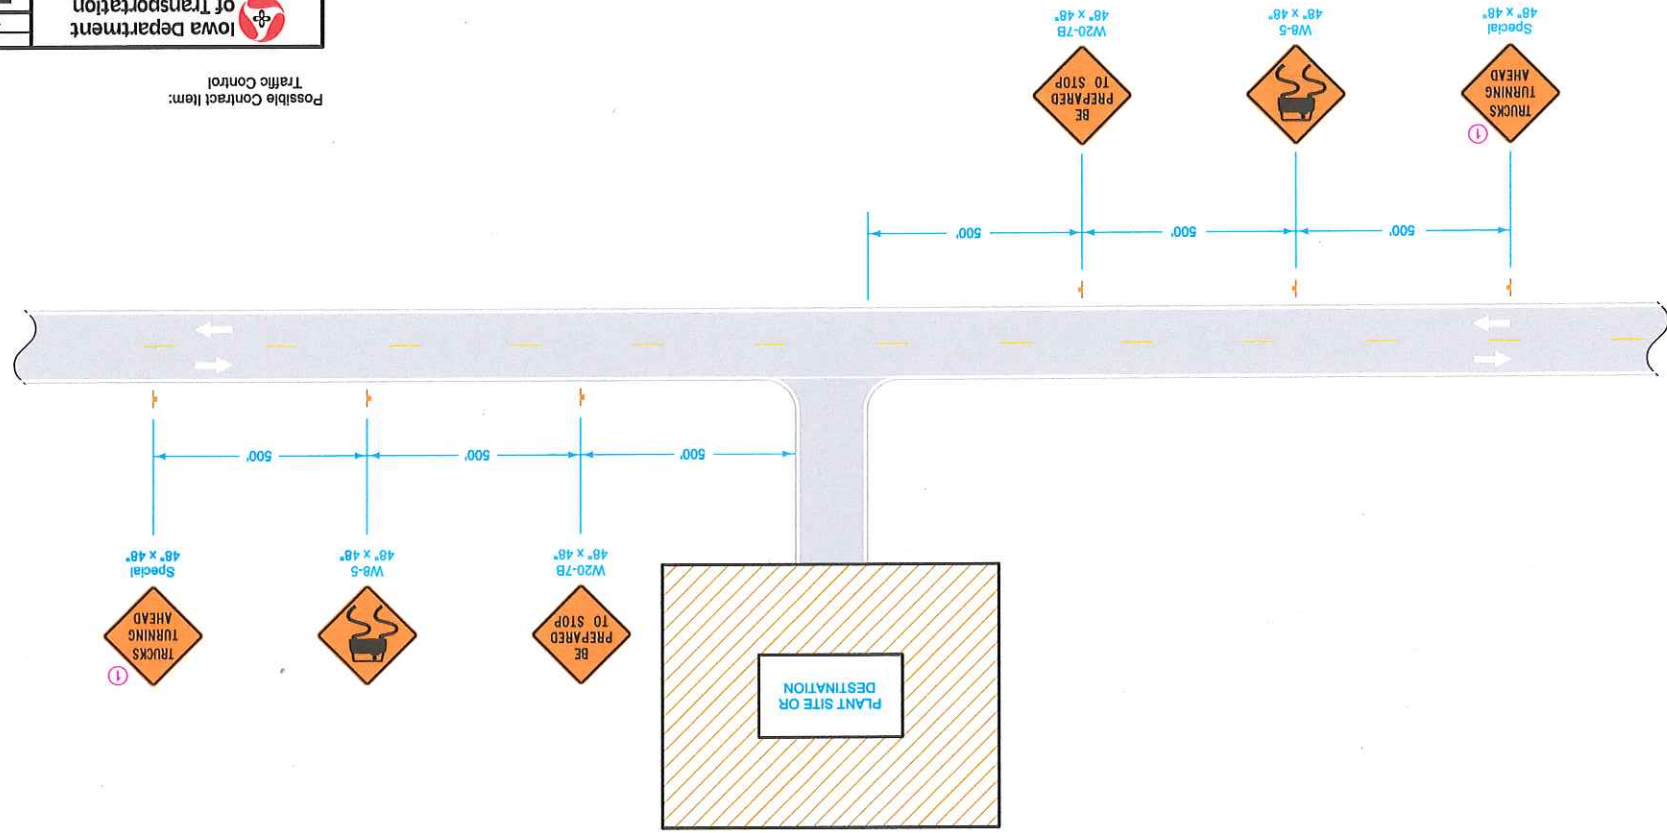 PLANT SITE OR
DESTINATION
BE
PREPARED
TO STOP
W20-7B
48" x 48"
W8-5
48" x 48"
1
TRUCKS
TURNING
AHEAD
Special
48" x 48"
500'
500'
500'
500'
500'
500'
1
TRUCKS
TURNING
AHEAD
Special
48" x 48"
W8-5
48" x 48"
BE
PREPARED
TO STOP
W20-7B
48" x 48"
Possible Contract Item:
Traffic Control
Iowa Department
of Transportation